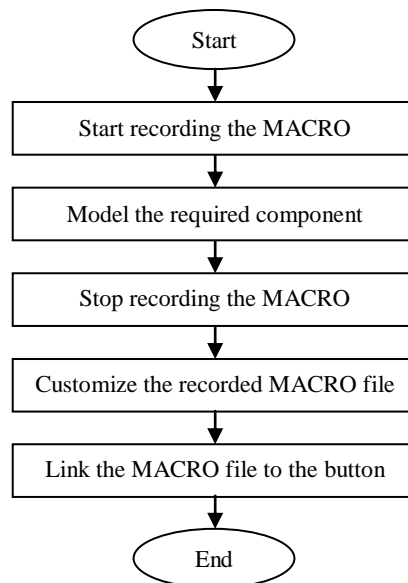 Start
Start recording the MACRO
Model the required component
Stop recording the MACRO
Customize the recorded MACRO file
Link the MACRO file to the button
End